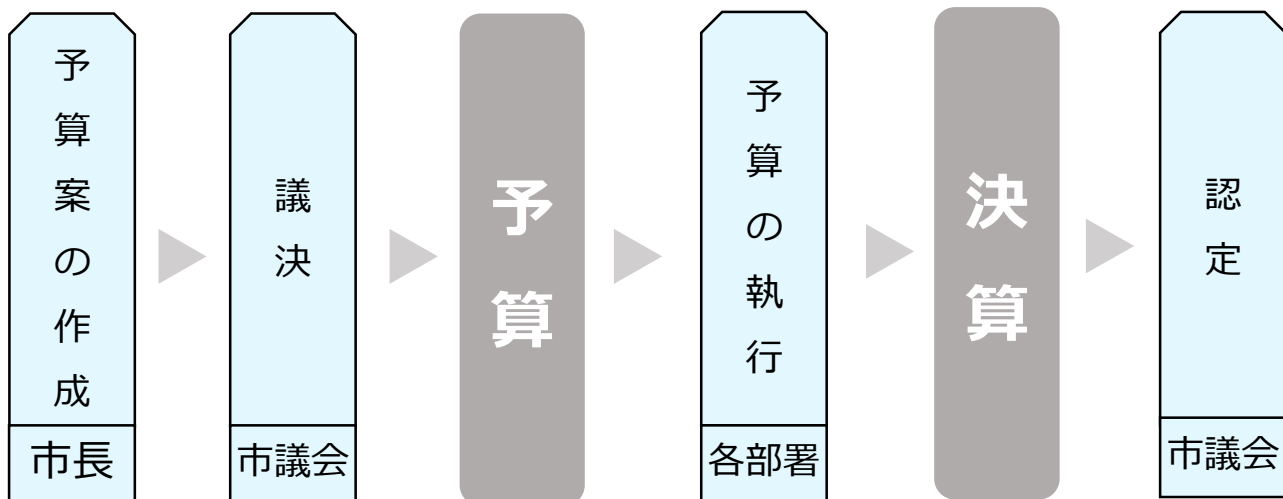 予算案の作成
市長
議決
市議会
予算
予算の執行
各部署
決算
認定
市議会